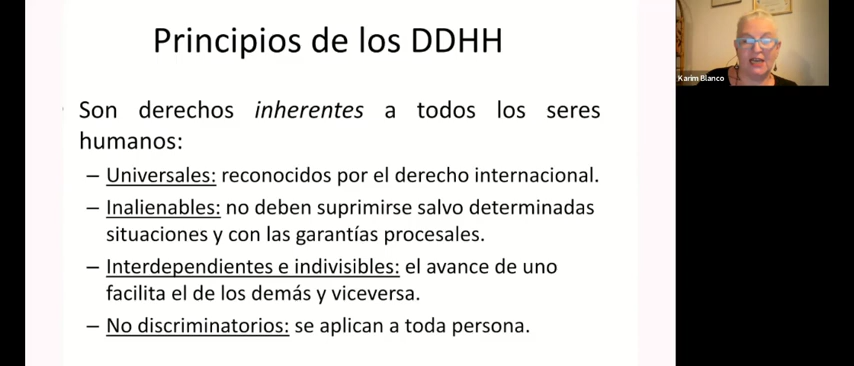 Principios de los DDHH
Son derechos inherentes a todos los seres
humanos:
– Universales: reconocidos por el derecho internacional.
– Inalienables: no deben suprimirse salvo determinadas
situaciones y con las garantías procesales.
– Interdependientes e indivisibles: el avance de uno
facilita el de los demás y viceversa.
– No discriminatorios: se aplican a toda persona.
Karim Blanco